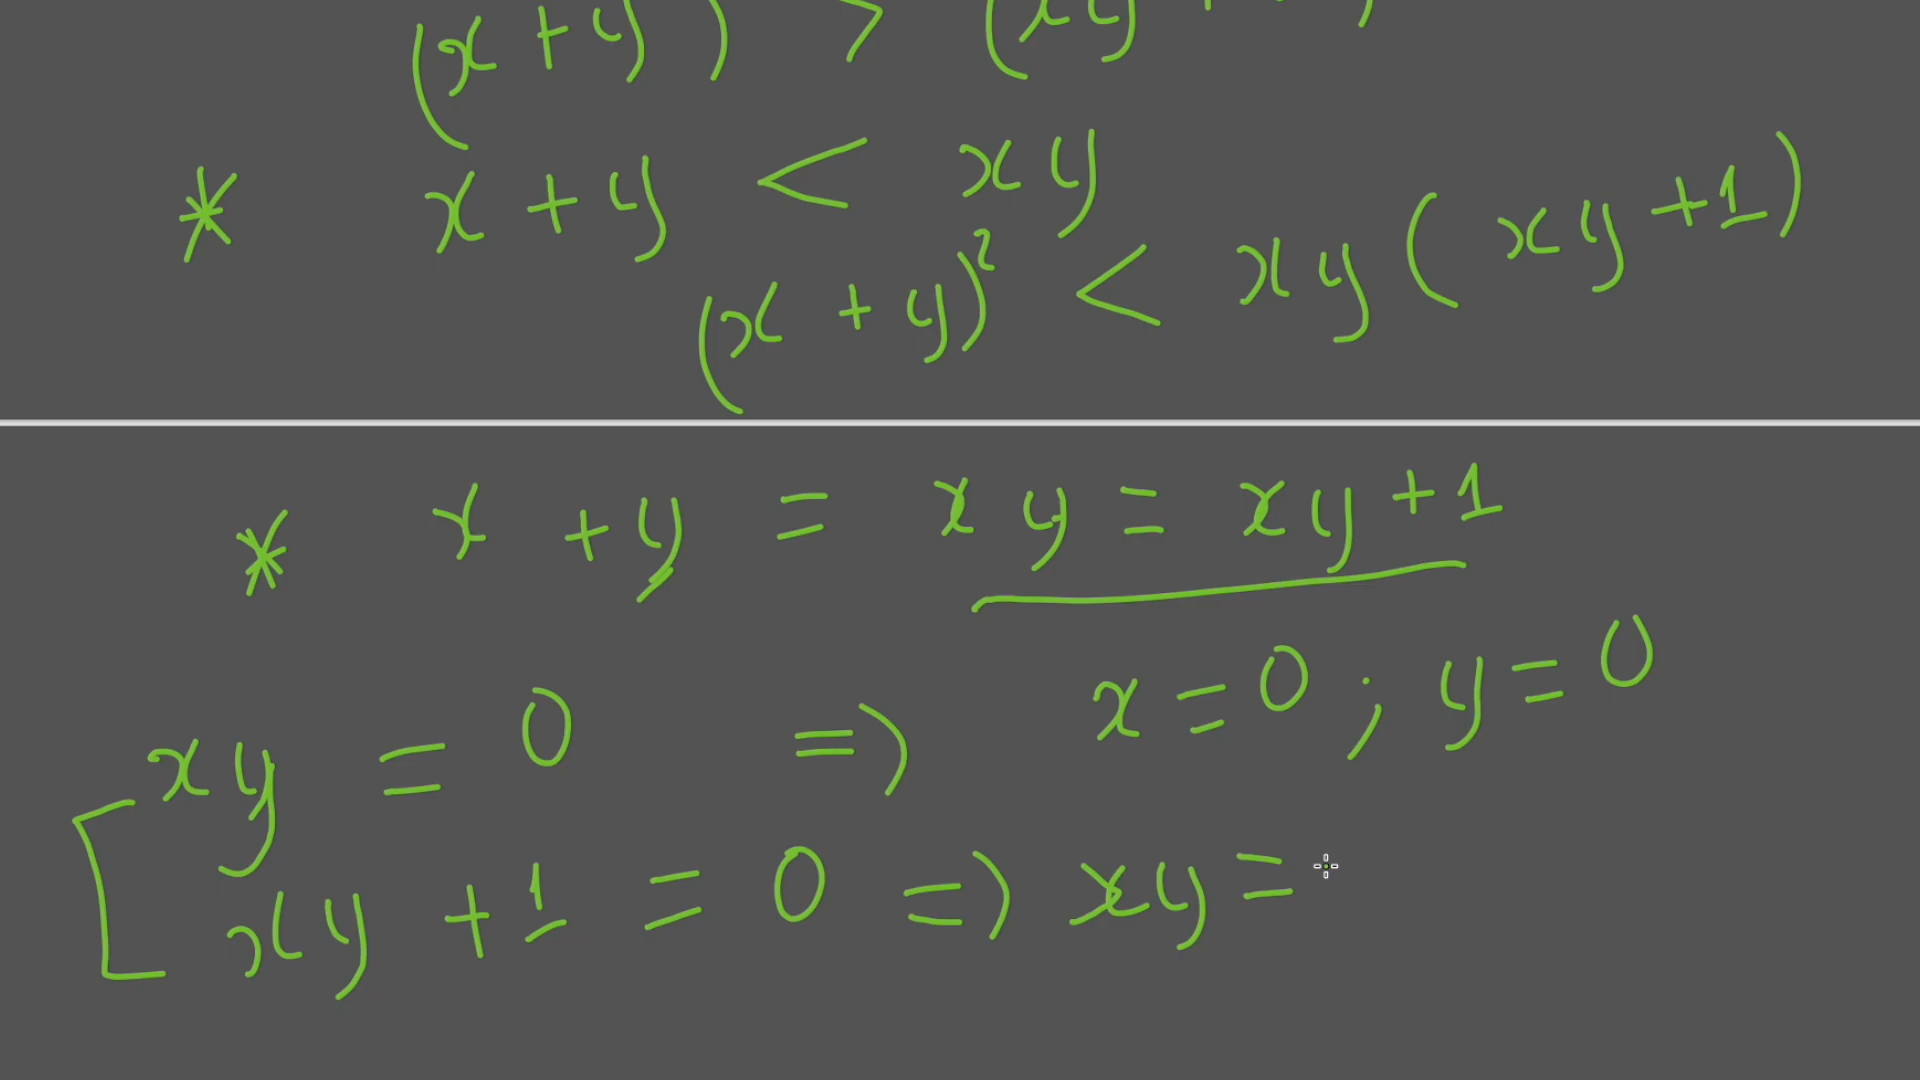 (x + y) > (xy
* x + y < xy
(x + y)² < xy(xy+1)
* x + y = xy = xy+1
xy = 0 => x = 0 ; y = 0
xy + 1 = 0 => xy =